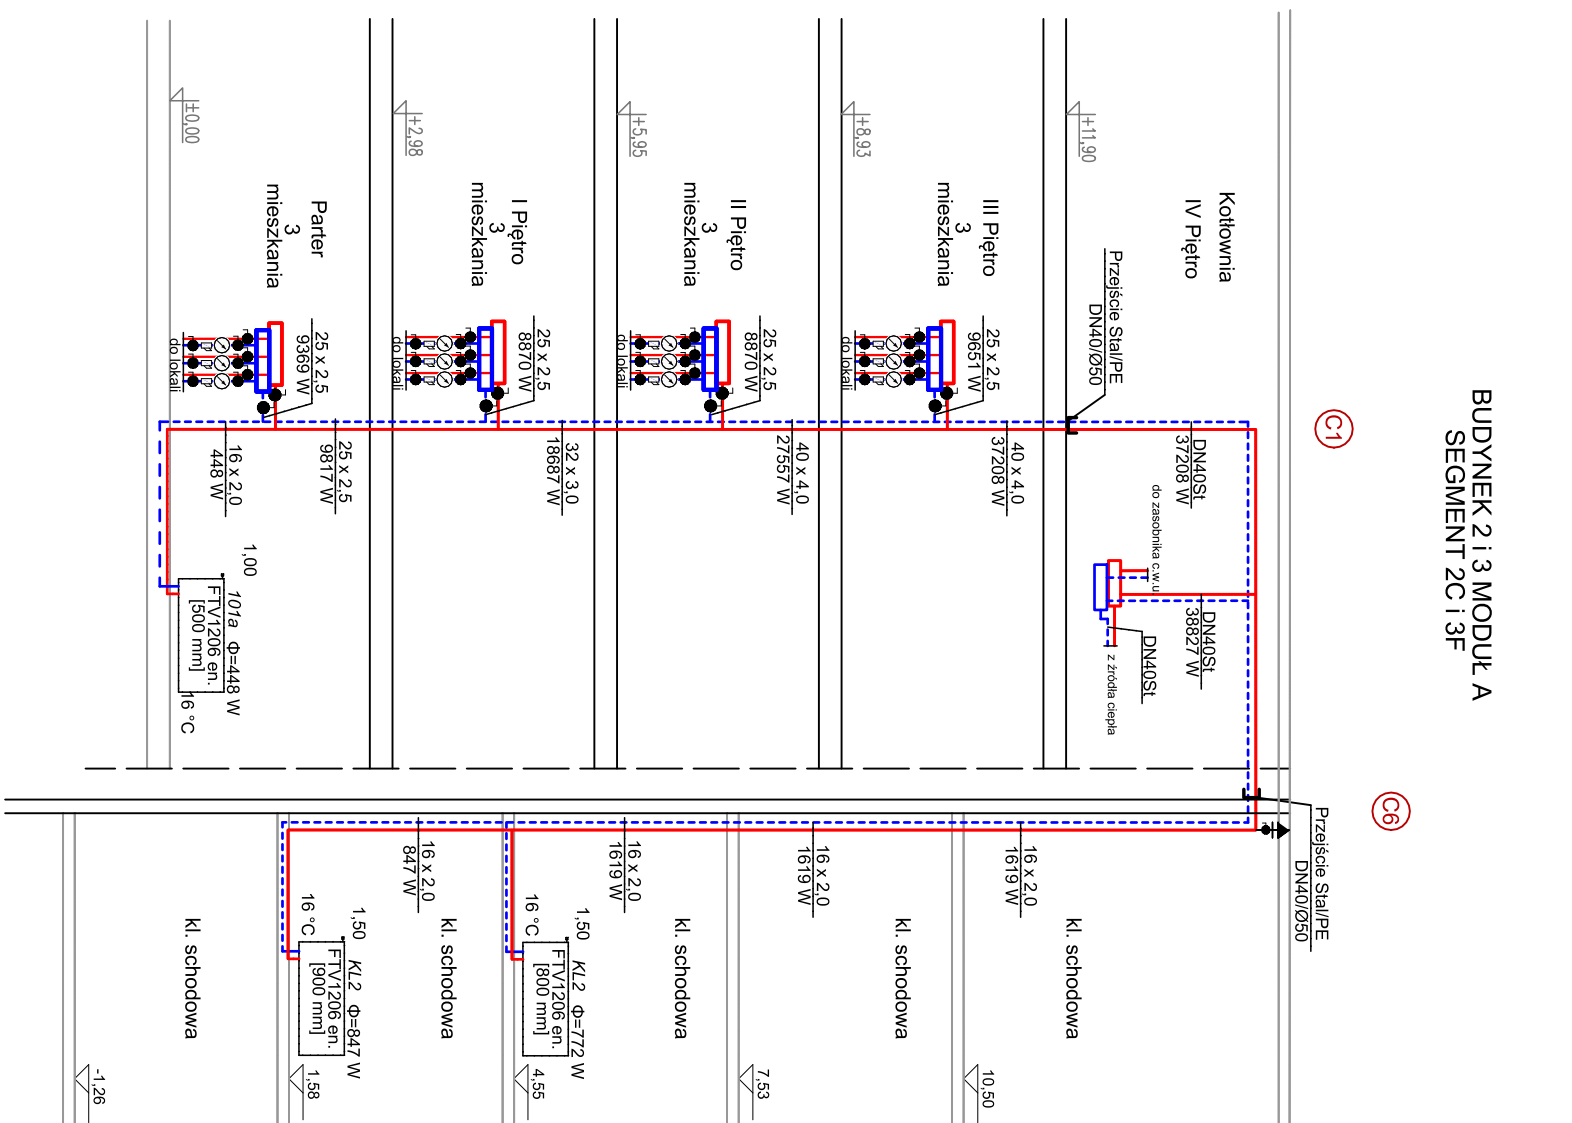 BUDYNEK 2 i 3 MODUŁ A
SEGMENT 2C i 3F
C1
C6
Przejście Stal/PE
DN40/Ø50
Kotłownia
IV Piętro
+11,90
Przejście Stal/PE
DN40/Ø50
DN40St
37208 W
do zasobnika c.w.u.
DN40St
38827 W
DN40St
z źródła ciepła
+8,93
III Piętro
3
mieszkania
25 x 2,5
9651 W
do lokali
40 x 4,0
37208 W
+5,95
II Piętro
3
mieszkania
25 x 2,5
8870 W
do lokali
40 x 4,0
27557 W
+2,98
I Piętro
3
mieszkania
25 x 2,5
8870 W
do lokali
32 x 3,0
18687 W
±0,00
Parter
3
mieszkania
25 x 2,5
9369 W
do lokali
25 x 2,5
9817 W
16 x 2,0
448 W
1,00
101a Φ=448 W
FTV1206 en.
[500 mm]
16 °C
16 x 2,0
1619 W
kl. schodowa
10,50
16 x 2,0
1619 W
kl. schodowa
7,53
16 x 2,0
1619 W
kl. schodowa
1,50
KL2 Φ=772 W
FTV1206 en.
[800 mm]
16 °C
4,55
16 x 2,0
847 W
kl. schodowa
1,50
KL2 Φ=847 W
FTV1206 en.
[900 mm]
16 °C
1,58
kl. schodowa
-1,26